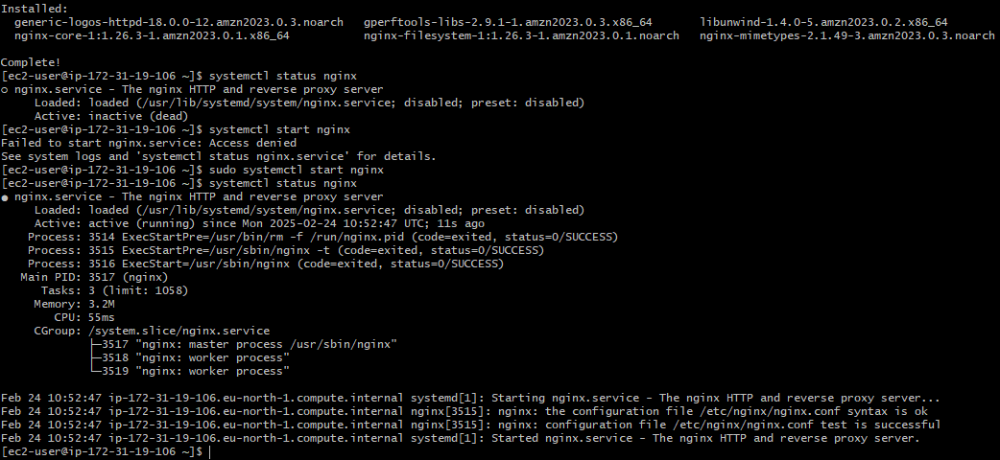 Installed:
generic-logos-httpd-18.0.0-12.amzn2023.0.3.noarch gperftools-libs-2.9.1-1.amzn2023.0.3.x86_64 libunwind-1.4.0-5.amzn2023.0.2.x86_64
nginx-core-1:1.26.3-1.amzn2023.0.1.x86_64 nginx-filesystem-1:1.26.3-1.amzn2023.0.1.noarch nginx-mimetypes-2.1.49-3.amzn2023.0.3.noarch
Complete!
[ec2-user@ip-172-31-19-106 ~]$ systemctl status nginx
○ nginx.service - The nginx HTTP and reverse proxy server
Loaded: loaded (/usr/lib/systemd/system/nginx.service; disabled; preset: disabled)
Active: inactive (dead)
[ec2-user@ip-172-31-19-106 ~]$ systemctl start nginx
Failed to start nginx.service: Access denied
See system logs and 'systemctl status nginx.service' for details.
[ec2-user@ip-172-31-19-106 ~]$ sudo systemctl start nginx
[ec2-user@ip-172-31-19-106 ~]$ systemctl status nginx
● nginx.service - The nginx HTTP and reverse proxy server
Loaded: loaded (/usr/lib/systemd/system/nginx.service; disabled; preset: disabled)
Active: active (running) since Mon 2025-02-24 10:52:47 UTC; 11s ago
Process: 3514 ExecStartPre=/usr/bin/rm -f /run/nginx.pid (code=exited, status=0/SUCCESS)
Process: 3515 ExecStartPre=/usr/sbin/nginx -t (code=exited, status=0/SUCCESS)
Process: 3516 ExecStart=/usr/sbin/nginx (code=exited, status=0/SUCCESS)
Main PID: 3517 (nginx)
Tasks: 3 (limit: 1058)
Memory: 3.2M
CPU: 55ms
CGroup: /system.slice/nginx.service
├─3517 "nginx: master process /usr/sbin/nginx"
├─3518 "nginx: worker process"
└─3519 "nginx: worker process"
Feb 24 10:52:47 ip-172-31-19-106.eu-north-1.compute.internal systemd[1]: Starting nginx.service - The nginx HTTP and reverse proxy server...
Feb 24 10:52:47 ip-172-31-19-106.eu-north-1.compute.internal nginx[3515]: nginx: the configuration file /etc/nginx/nginx.conf syntax is ok
Feb 24 10:52:47 ip-172-31-19-106.eu-north-1.compute.internal nginx[3515]: nginx: configuration file /etc/nginx/nginx.conf test is successful
Feb 24 10:52:47 ip-172-31-19-106.eu-north-1.compute.internal systemd[1]: Started nginx.service - The nginx HTTP and reverse proxy server.
[ec2-user@ip-172-31-19-106 ~]$